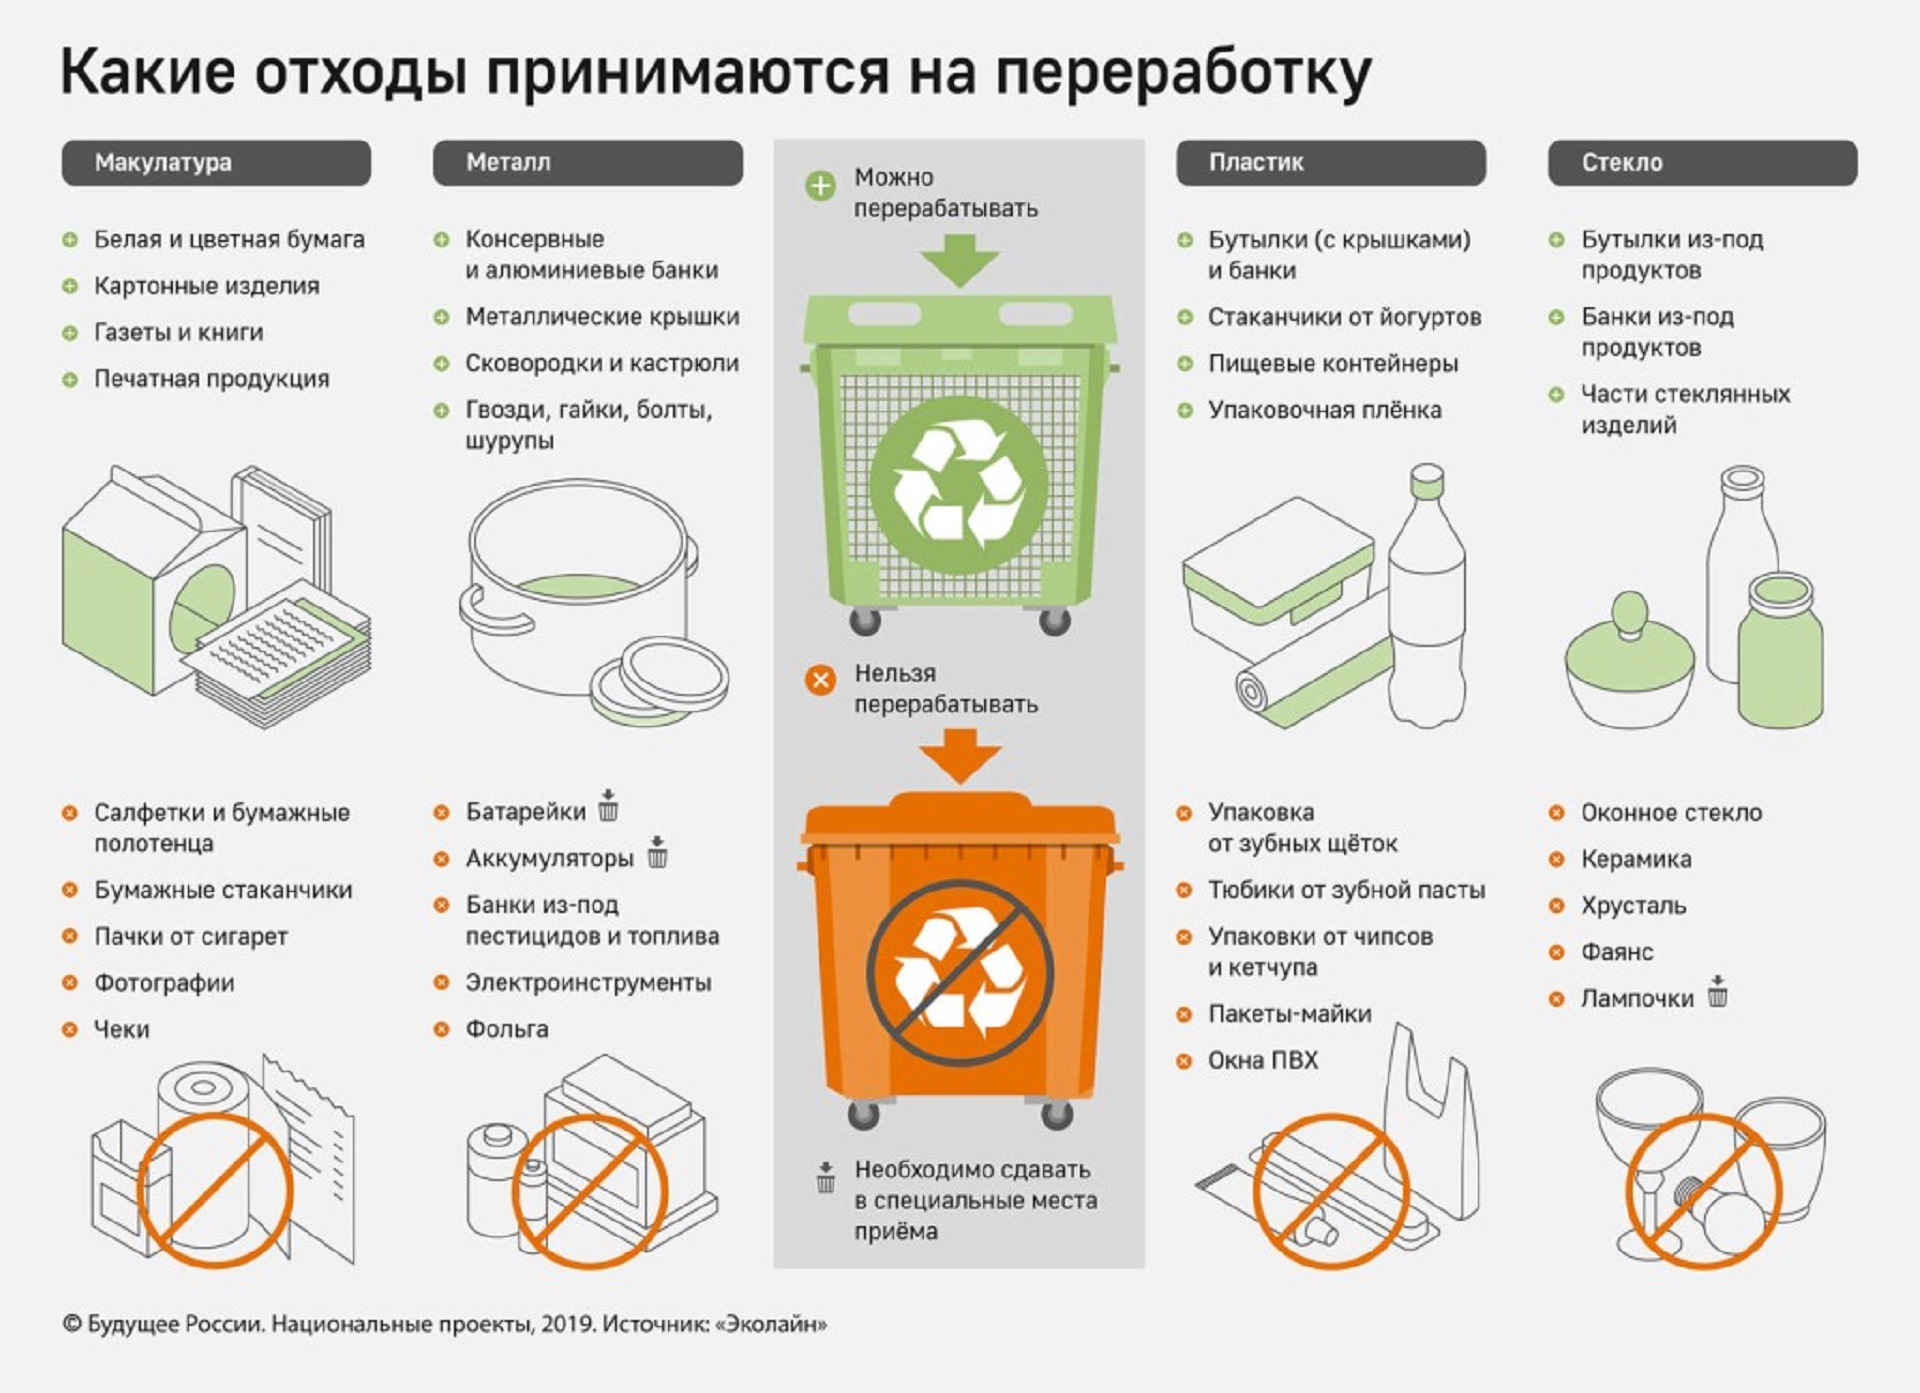 Какие отходы принимаются на переработку
Макулатура
Белая и цветная бумага
Картонные изделия
Газеты и книги
Печатная продукция
Салфетки и бумажные
полотенца
Бумажные стаканчики
Пачки от сигарет
Фотографии
Чеки
Металл
Консервные
и алюминиевые банки
Металлические крышки
Сковородки и кастрюли
Гвозди, гайки, болты,
шурупы
Батарейки
Аккумуляторы
Банки из-под
пестицидов и топлива
Электроинструменты
Фольга
Можно
перерабатывать
Нельзя
перерабатывать
Необходимо сдавать
в специальные места
приёма
Пластик
Бутылки (с крышками)
и банки
Стаканчики от йогуртов
Пищевые контейнеры
Упаковочная плёнка
Упаковка
от зубных щёток
Тюбики от зубной пасты
Упаковки от чипсов
и кетчупа
Пакеты-майки
Окна ПВХ
Стекло
Бутылки из-под
продуктов
Банки из-под
продуктов
Части стеклянных
изделий
Оконное стекло
Керамика
Хрусталь
Фаянс
Лампочки
© Будущее России. Национальные проекты, 2019. Источник: «Эколайн»